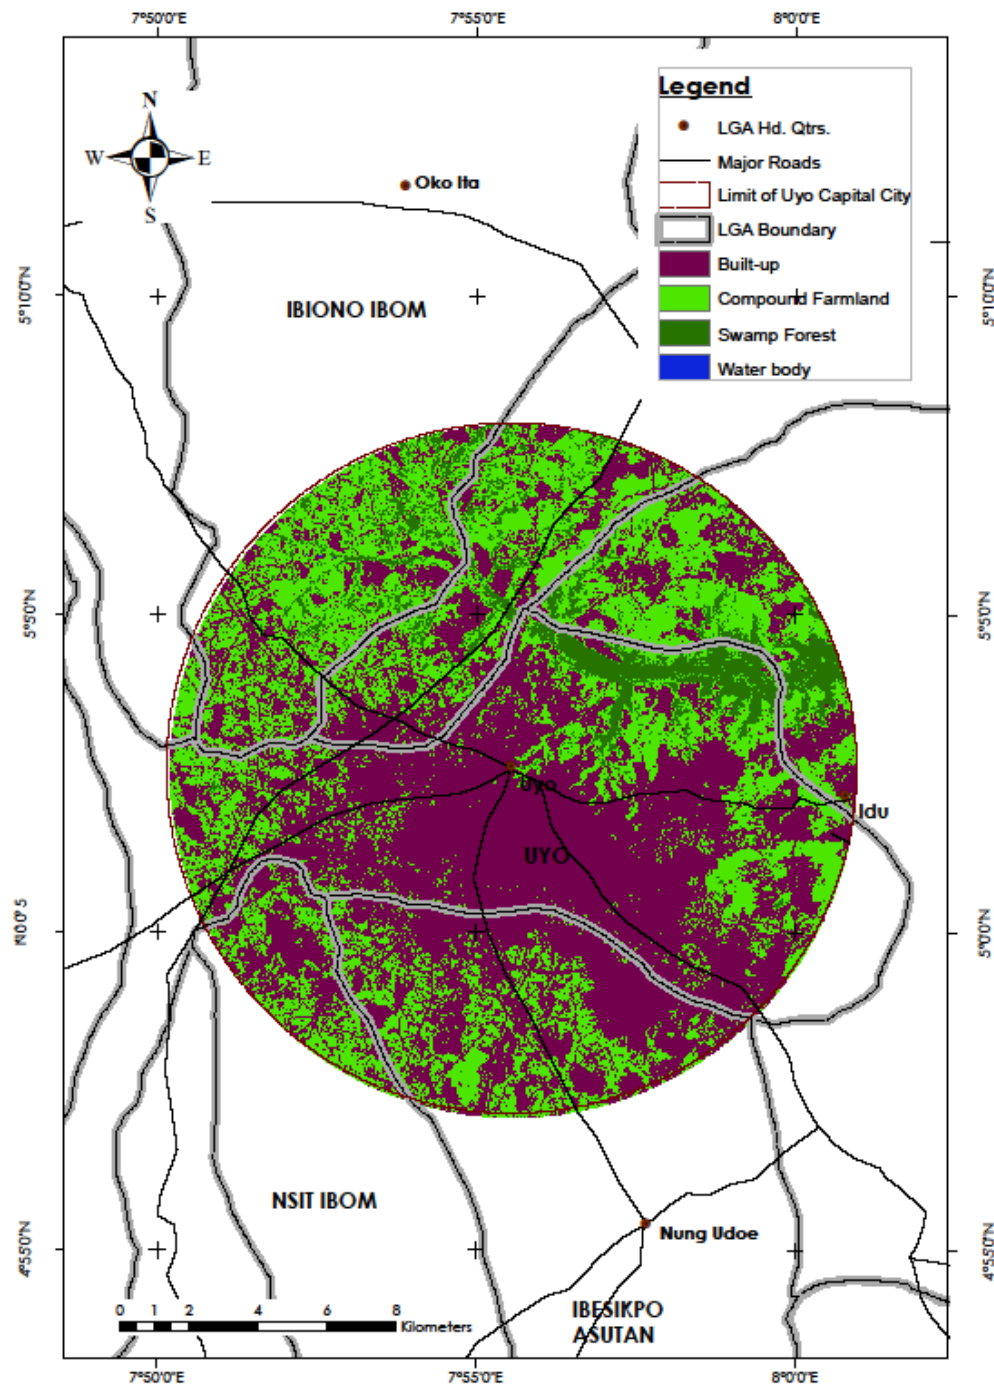 7°50'0"E 7°55'0"E 8°0'0"E
N
W E
S
Legend
LGA Hd. Qtrs.
Major Roads
Limit of Uyo Capital City
LGA Boundary
Built-up
Compound Farmland
Swamp Forest
Water body
Oko Ita
5°10'0"N 5°10'0"N
IBIONO IBOM
5°5'0"N 5°5'0"N
Uyo
Idu
UYO
5°0'0"N 5°0'0"N
NSIT IBOM
Nung Udoe
4°55'0"N 4°55'0"N
IBESIKPO
ASUTAN
0 1 2 4 6 8
Kilometers
7°50'0"E 7°55'0"E 8°0'0"E